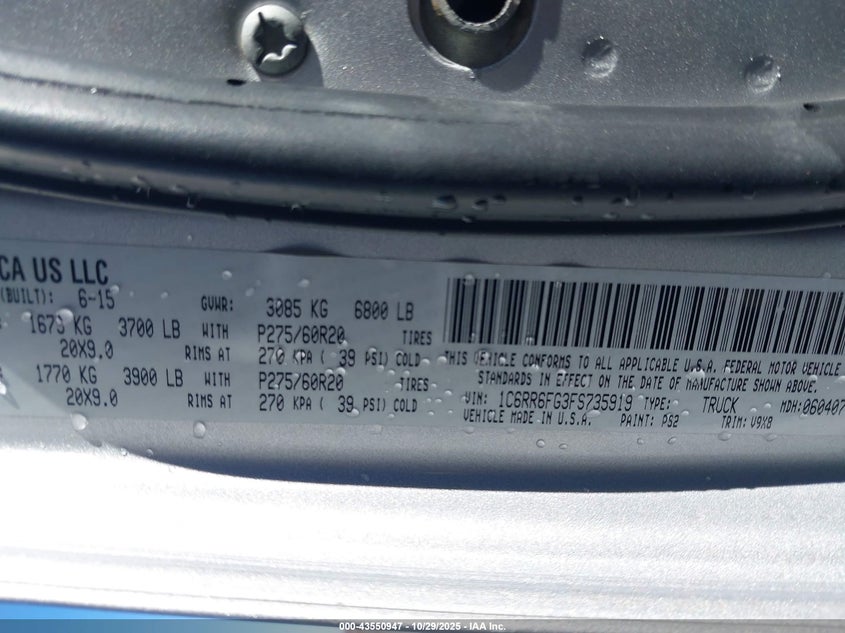 CA US LLC
(BUILT): 6-15 GVWR: 3085 KG 6800 LB
1673 KG 3700 LB WITH P275/60R20 TIRES
20X9.0 RIMS AT 270 KPA ( 39 PSI) COLD
1770 KG 3900 LB WITH P275/60R20 TIRES
20X9.0 RIMS AT 270 KPA ( 39 PSI) COLD
THIS VEHICLE CONFORMS TO ALL APPLICABLE U.S.A. FEDERAL MOTOR VEHICLE
STANDARDS IN EFFECT ON THE DATE OF MANUFACTURE SHOWN ABOVE.
VIN: 1C6RR6FG3FS735919 TYPE: TRUCK MDH:060407
VEHICLE MADE IN U.S.A. PAINT: PS2 TRIM: V9X8
000-43550947 - 10/29/2025 - IAA Inc.